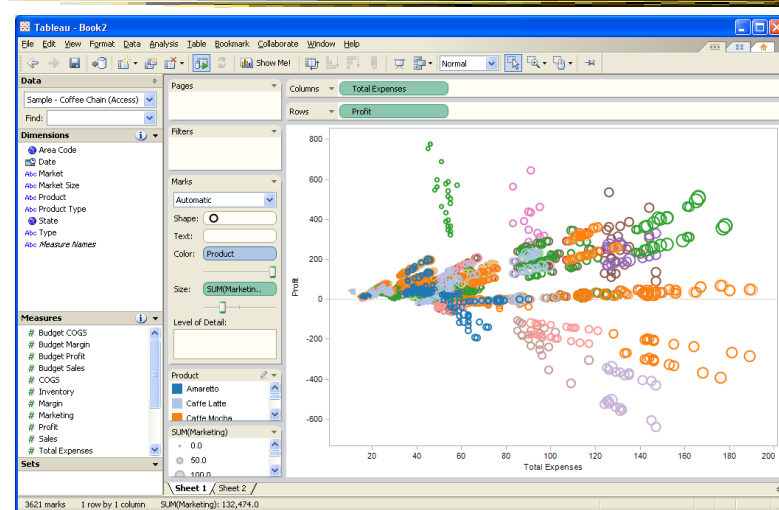 Tableau - Book2
File Edit View Format Data Analysis Table Bookmark Collaborate Window Help
Show Me! Normal
Data
Sample - Coffee Chain (Access)
Find:
Dimensions
Area Code
Date
Abc Market
Abc Market Size
Abc Product
Abc Product Type
State
Abc Type
Abc Measure Names
Measures
# Budget COGS
# Budget Margin
# Budget Profit
# Budget Sales
# COGS
# Inventory
# Margin
# Marketing
# Profit
# Sales
# Total Expenses
Sets
Pages
Filters
Marks
Automatic
Shape:
Text:
Color: Product
Size: SUM(Marketin...
Level of Detail:
Product
Amaretto
Caffe Latte
Caffe Mocha
SUM(Marketing)
0.0
50.0
100.0
Columns Total Expenses
Rows Profit
800
600
400
200
0
-200
-400
-600
Profit
20 40 60 80 100 120 140 160 180 200
Total Expenses
Sheet 1 Sheet 2
3621 marks 1 row by 1 column SUM(Marketing): 132,474.0